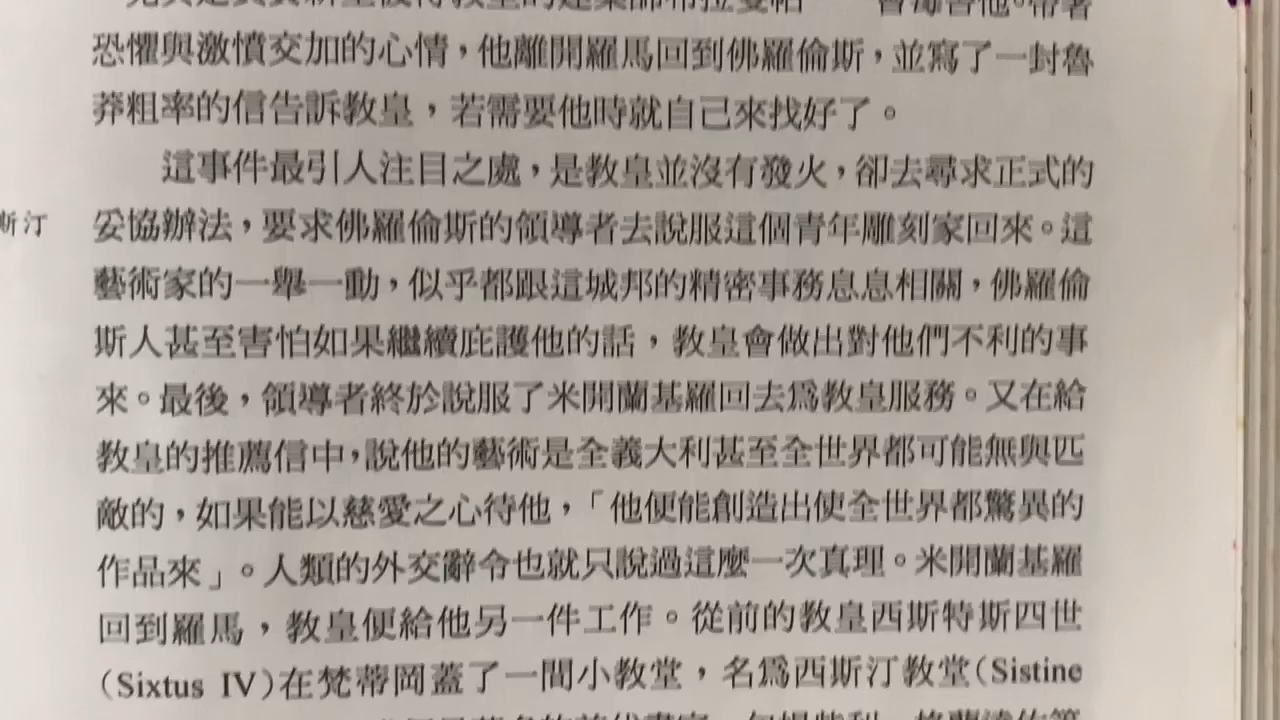 恐懼與激憤交加的心情，他離開羅馬回到佛羅倫斯，並寫了一封魯
莽粗率的信告訴教皇，若需要他時就自己來找好了。
這事件最引人注目之處，是教皇並沒有發火，卻去尋求正式的
斯汀
妥協辦法，要求佛羅倫斯的領導者去說服這個青年雕刻家回來。這
藝術家的一舉一動，似乎都跟這城邦的精密事務息息相關，佛羅倫
斯人甚至害怕如果繼續庇護他的話，教皇會做出對他們不利的事
來。最後，領導者終於說服了米開蘭基羅回去爲教皇服務。又在給
教皇的推薦信中，說他的藝術是全義大利甚至全世界都可能無與匹
敵的，如果能以慈愛之心待他，「他便能創造出使全世界都驚異的
作品來」。人類的外交辭令也就只說過這麼一次真理。米開蘭基羅
回到羅馬，教皇便給他另一件工作。從前的教皇西斯特斯四世
(Sixtus IV)在梵蒂岡蓋了一間小教堂，名爲西斯汀教堂(Sistine